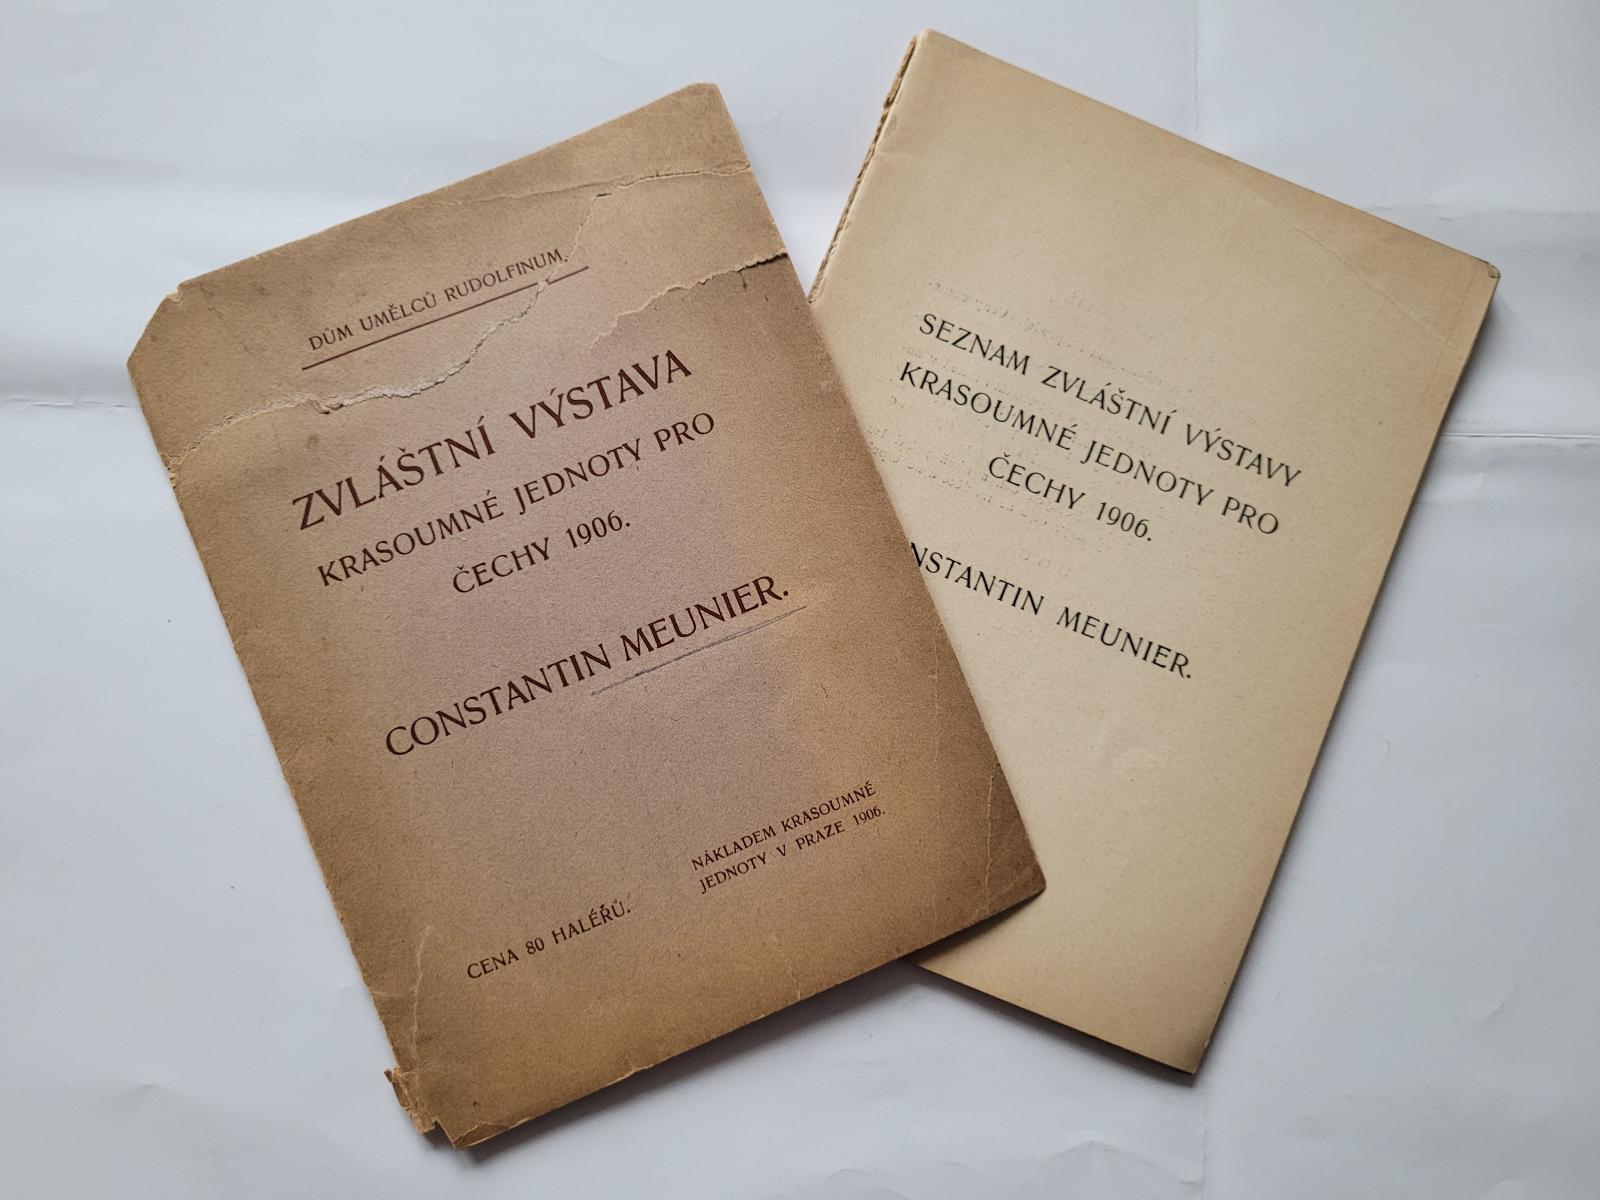 DŮM UMĚLCŮ RUDOLFINUM.
ZVLÁŠTNÍ VÝSTAVA
KRASOUMNÉ JEDNOTY PRO
ČECHY 1906.
CONSTANTIN MEUNIER.
NÁKLADEM KRASOUMNÉ
JEDNOTY V PRAZE 1906.
CENA 80 HALÉŘŮ.
SEZNAM ZVLÁŠTNÍ VÝSTAVY
KRASOUMNÉ JEDNOTY PRO
ČECHY 1906.
NSTANTIN MEUNIER.